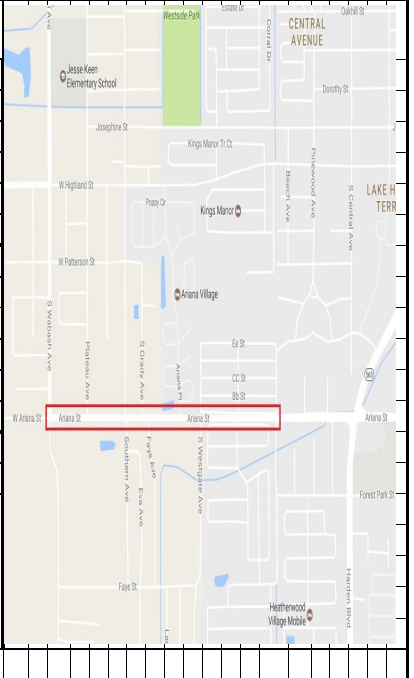 Westside Park
Estate Dr
Oakhill St
CENTRAL
AVENUE
Corral Dr
Jesse Keen
Elementary School
Dorothy St
Josephine St
Kings Manor Tr Ct
W Highland St
Beech Ave
Pinewood Ave
S Central Ave
LAKE H
TERR
Poppy Cir
Kings Manor
W Patterson St
Ariana Village
S Wabash Ave
Plateau Ave
S Grady Ave
Ee St
CC St
Bb St
Ariana Pl
563
W Ariana St
Ariana St
Ariana St
Ariana St
Southern Ave
Faye Ave
Eva Ave
S Westgate Ave
Forest Park St
Faye St
Harden Blvd
Heatherwood
Village Mobile